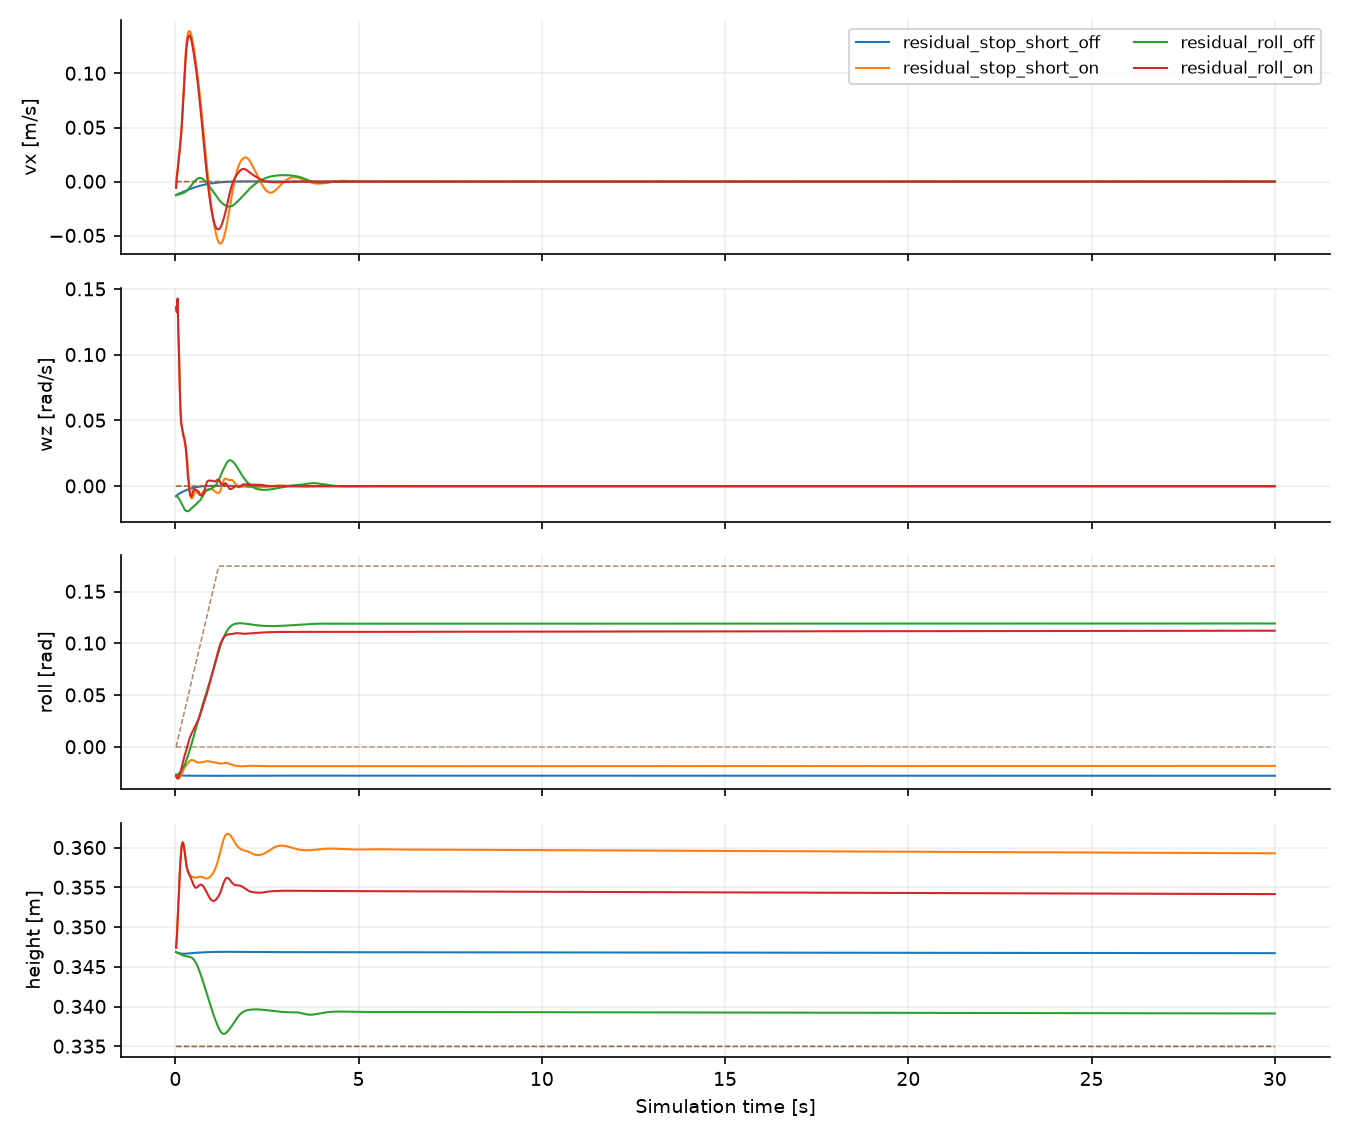 residual_stop_short_off
residual_stop_short_on
residual_roll_off
residual_roll_on
vx [m/s]
0.10
0.05
0.00
−0.05
wz [rad/s]
0.15
0.10
0.05
0.00
roll [rad]
0.15
0.10
0.05
0.00
height [m]
0.360
0.355
0.350
0.345
0.340
0.335
0 5 10 15 20 25 30
Simulation time [s]